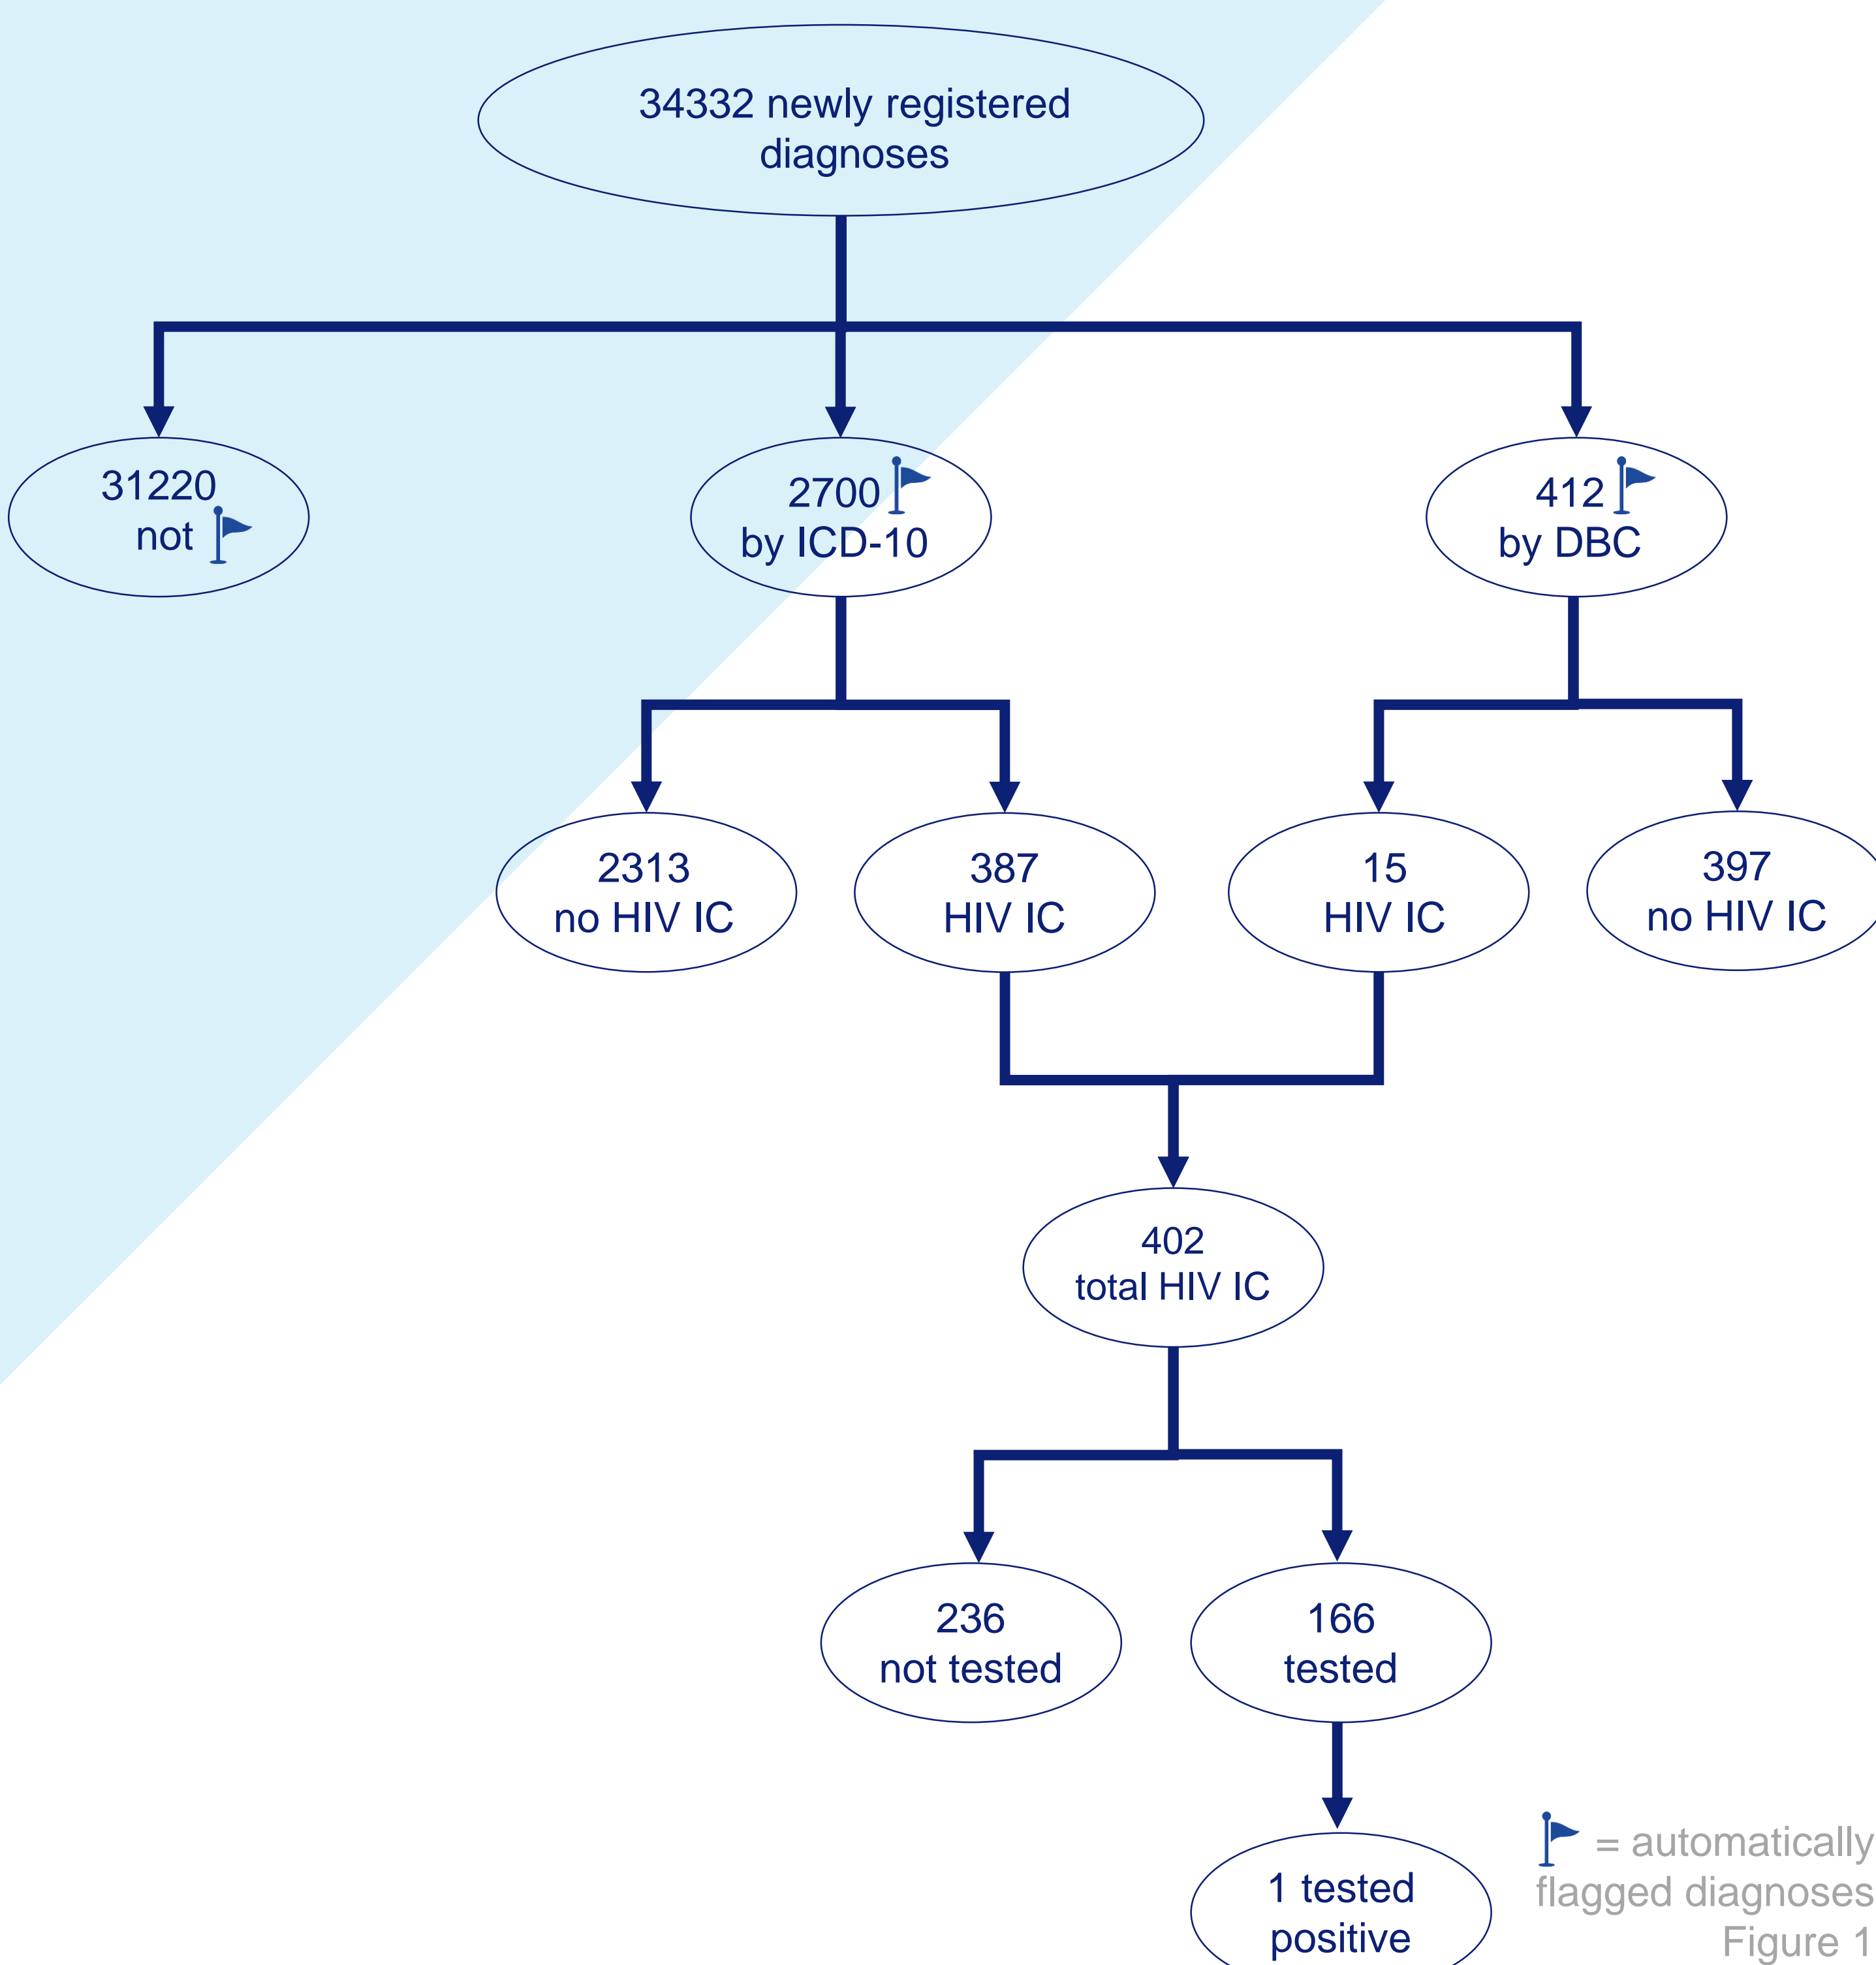 34332 newly registered
diagnoses
31220
not
2700
by ICD-10
412
by DBC
2313
no HIV IC
387
HIV IC
15
HIV IC
397
no HIV IC
402
total HIV IC
236
not tested
166
tested
1 tested
positive
= automatically
flagged diagnoses
Figure 1